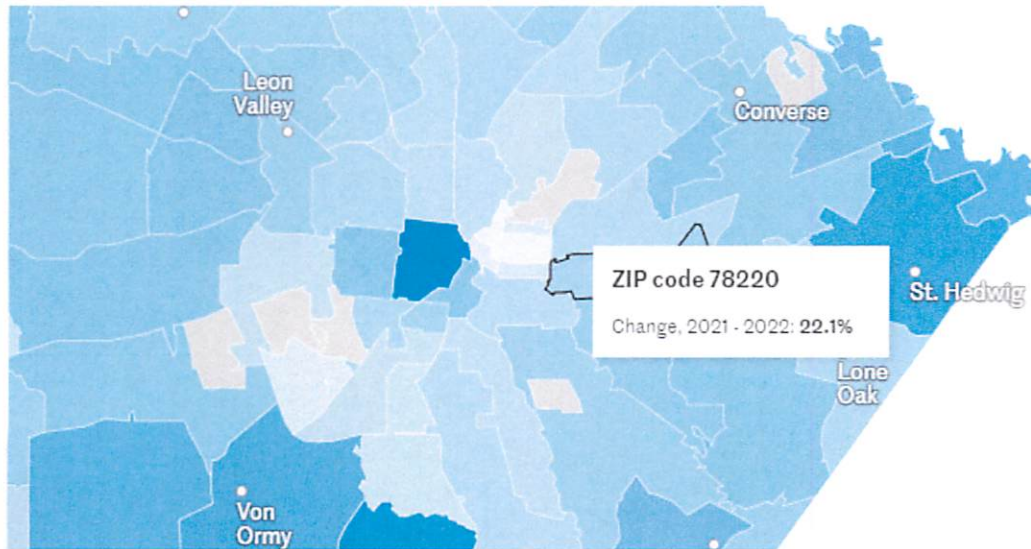 Leon
Valley
Converse
ZIP code 78220
Change, 2021 - 2022: 22.1%
St. Hedwig
Lone
Oak
Von
Ormy